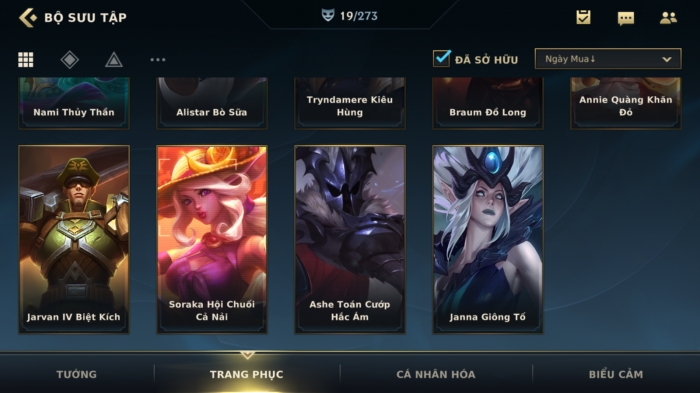 BỘ SƯU TẬP
19/273
ĐÃ SỞ HỮU
Ngày Mua↓
Nami Thủy Thần
Alistar Bò Sữa
Tryndamere Kiêu
Hùng
Braum Đồ Long
Annie Quàng Khăn
Đỏ
Jarvan IV Biệt Kích
Soraka Hội Chuối
Cả Nải
Ashe Toán Cướp
Hắc Ám
Janna Giông Tố
TƯỚNG
TRANG PHỤC
CÁ NHÂN HÓA
BIỂU CẢM